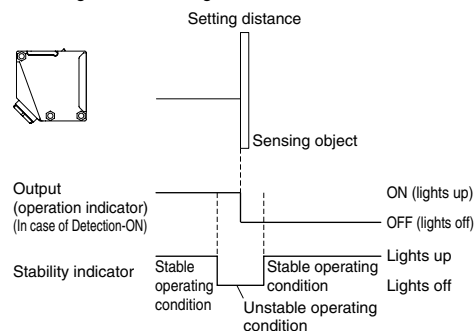 Setting distance
Sensing object
Output
(operation indicator)
(In case of Detection-ON)
ON (lights up)
OFF (lights off)
Stability indicator
Stable
operating
condition
Stable operating
condition
Lights up
Lights off
Unstable operating
condition